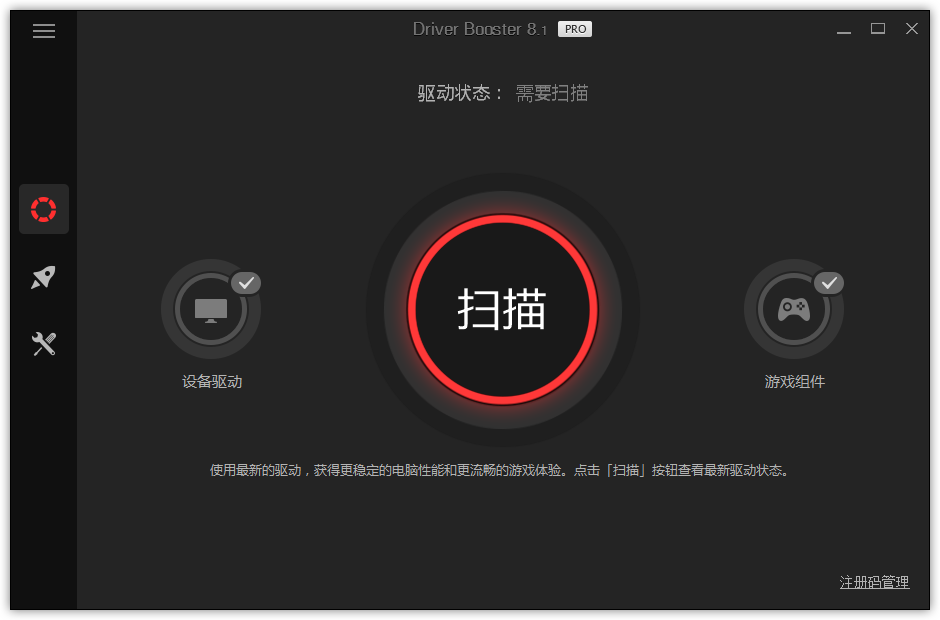 Driver Booster 8.1 PRO
驱动状态： 需要扫描
扫描
设备驱动
游戏组件
使用最新的驱动，获得更稳定的电脑性能和更流畅的游戏体验。点击「扫描」按钮查看最新驱动状态。
注册码管理